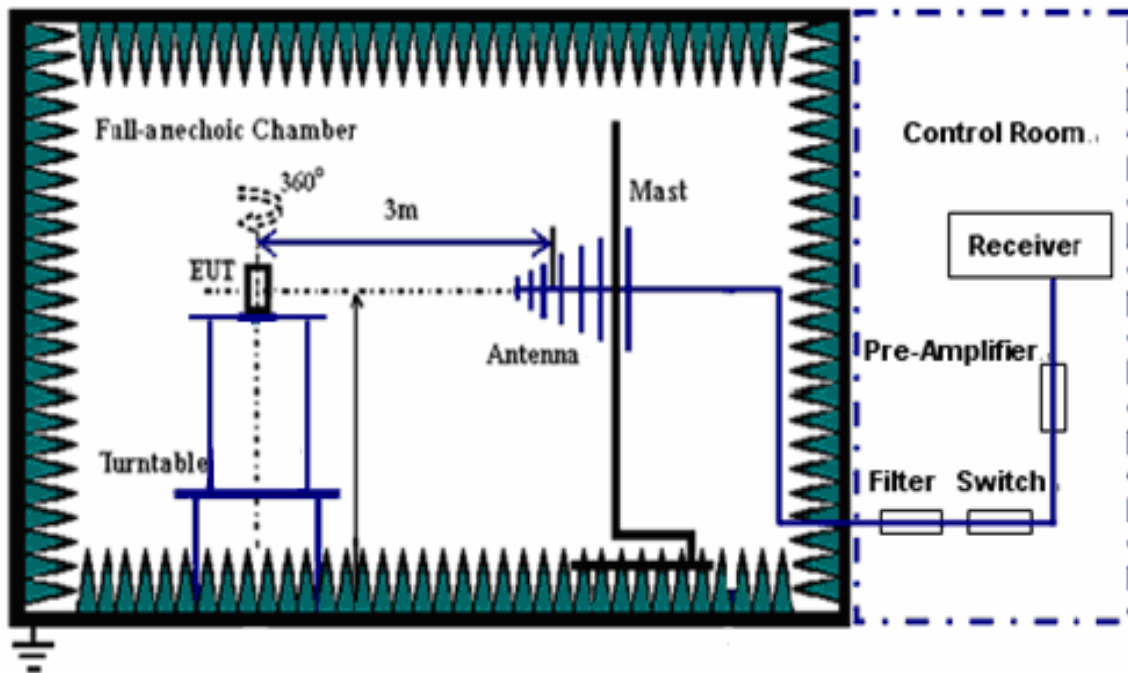 Full-anechoic Chamber
Control Room.
360°
Mast
3m
Receiver
EUT
Antenna
Pre-Amplifier.
Turntable
Filter
Switch